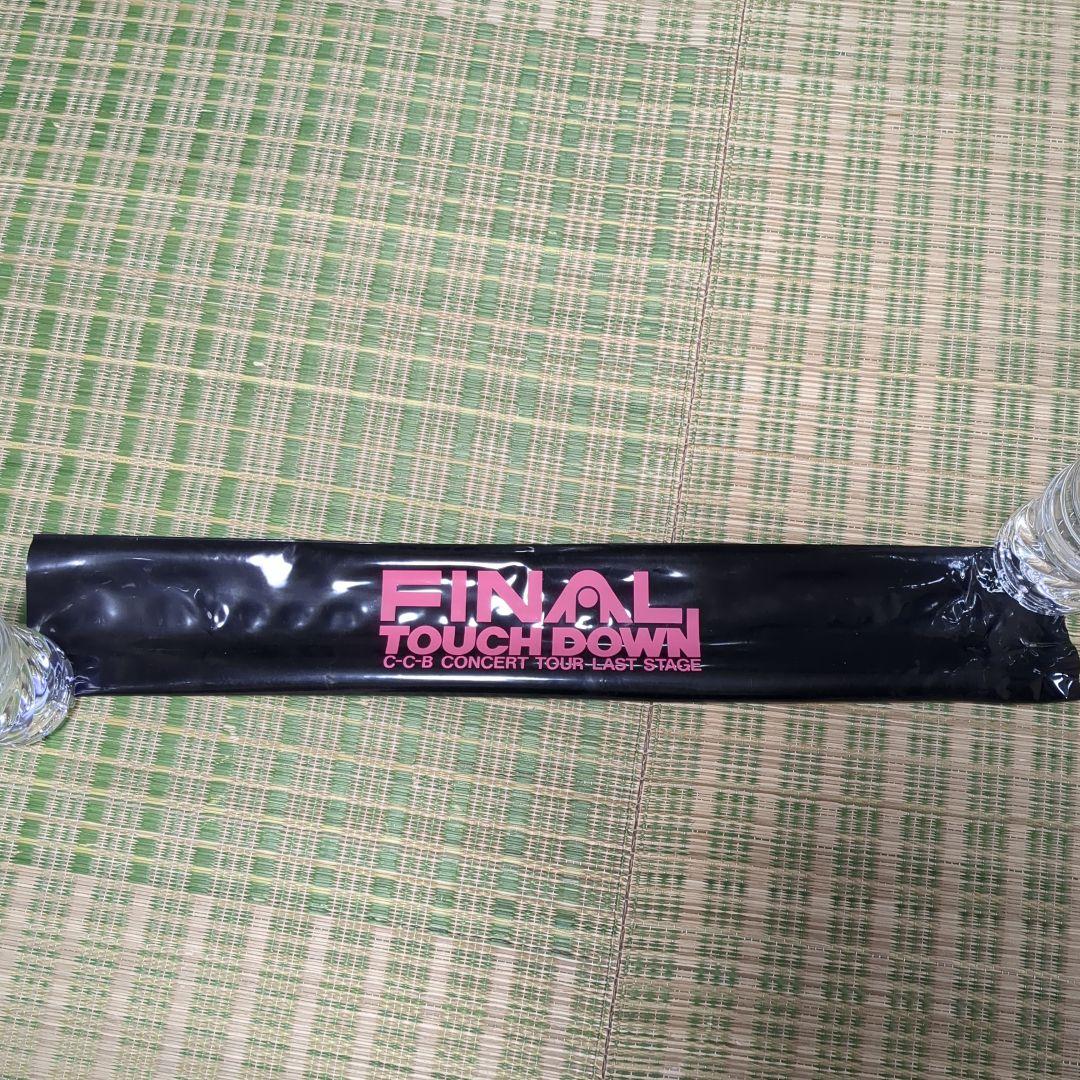 FINAL
TOUCH DOWN
C-C-B CONCERT TOUR LAST STAGE